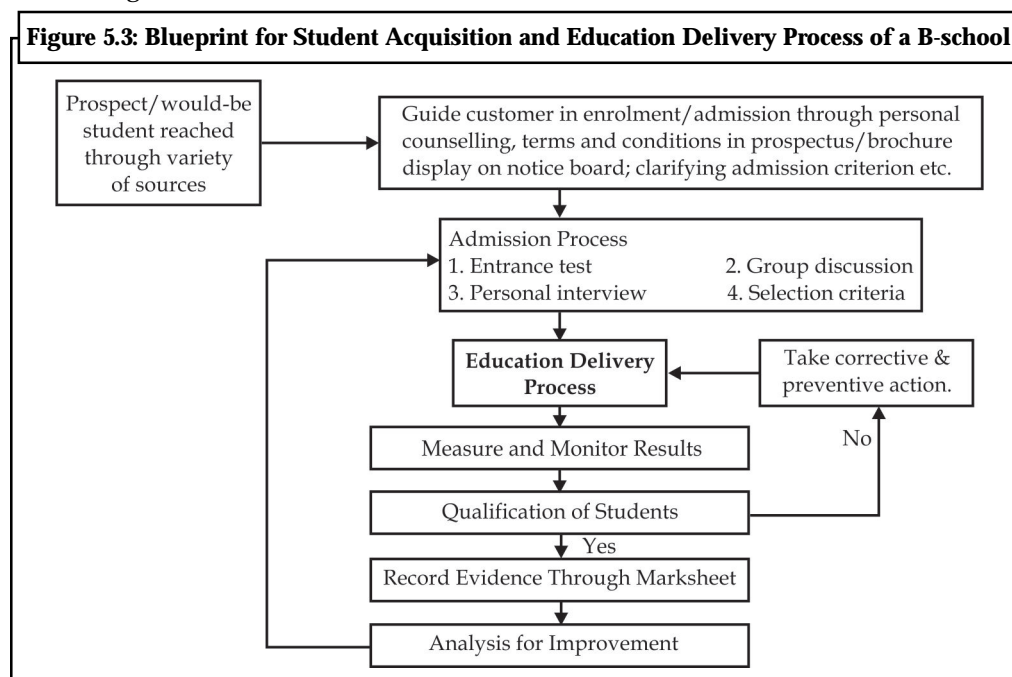 Figure 5.3: Blueprint for Student Acquisition and Education Delivery Process of a B-school
Prospect/would-be
student reached
through variety
of sources
Guide customer in enrolment/admission through personal
counselling, terms and conditions in prospectus/brochure
display on notice board; clarifying admission criterion etc.
Admission Process
1. Entrance test 2. Group discussion
3. Personal interview 4. Selection criteria
Education Delivery
Process
Take corrective &
preventive action.
Measure and Monitor Results
No
Qualification of Students
Yes
Record Evidence Through Marksheet
Analysis for Improvement